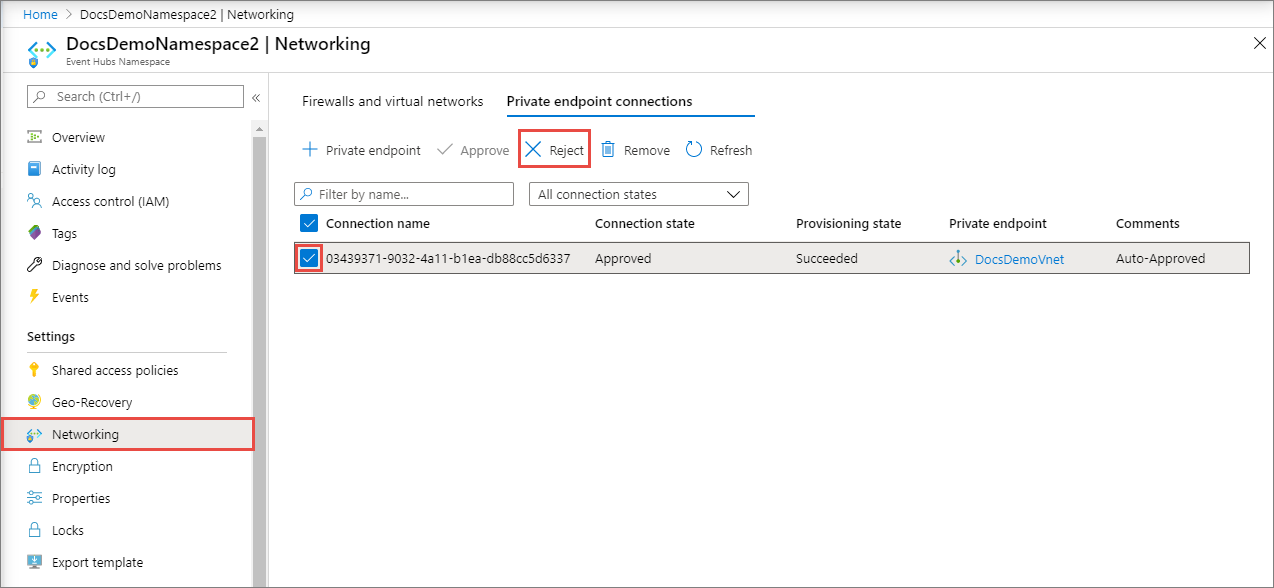 Home > DocsDemoNamespace2 | Networking
DocsDemoNamespace2 | Networking
Event Hubs Namespace
Search (Ctrl+/)
«
Overview
Activity log
Access control (IAM)
Tags
Diagnose and solve problems
Events
Settings
Shared access policies
Geo-Recovery
Networking
Encryption
Properties
Locks
Export template
Firewalls and virtual networks Private endpoint connections
Private endpoint Approve Reject Remove Refresh
Filter by name... All connection states
Connection name Connection state Provisioning state Private endpoint Comments
03439371-9032-4a11-b1ea-db88cc5d6337 Approved Succeeded DocsDemoVnet Auto-Approved